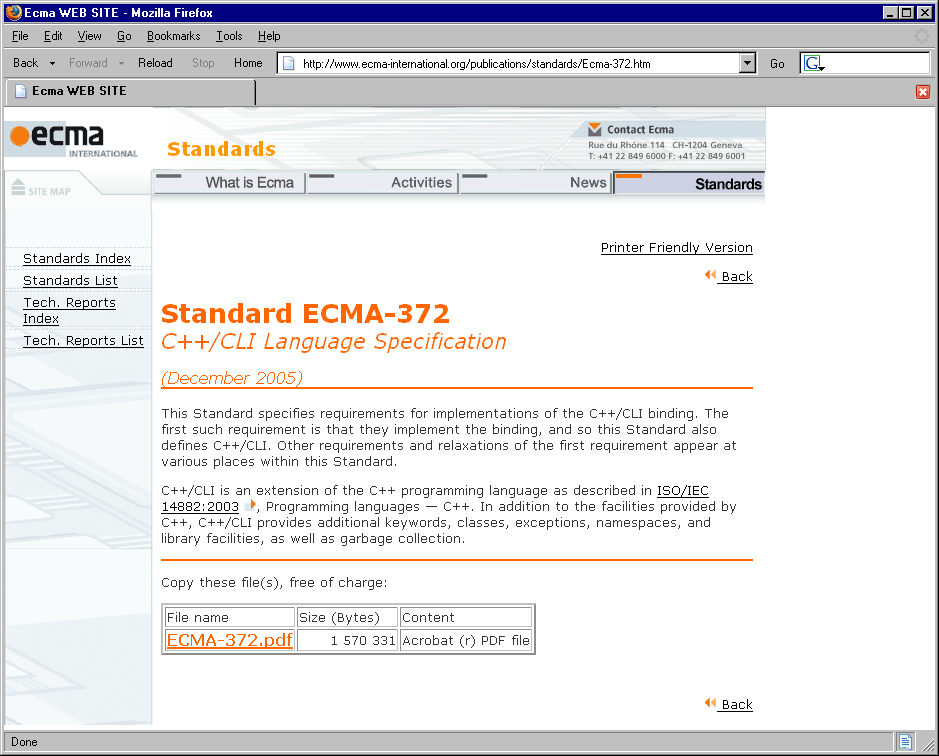 Ecma WEB SITE - Mozilla Firefox
File Edit View Go Bookmarks Tools Help
Back Forward Reload Stop Home http://www.ecma-international.org/publications/standards/Ecma-372.htm Go G
Ecma WEB SITE
ecma
INTERNATIONAL
Standards
Contact Ecma
Rue du Rhône 114 CH-1204 Geneva
T: +41 22 849 6000 F: +41 22 849 6001
SITE MAP
What is Ecma Activities News Standards
Standards Index
Standards List
Tech. Reports
Index
Tech. Reports List
Printer Friendly Version
Back
Standard ECMA-372
C++/CLI Language Specification
(December 2005)
This Standard specifies requirements for implementations of the C++/CLI binding. The
first such requirement is that they implement the binding, and so this Standard also
defines C++/CLI. Other requirements and relaxations of the first requirement appear at
various places within this Standard.
C++/CLI is an extension of the C++ programming language as described in ISO/IEC
14882:2003 , Programming languages — C++. In addition to the facilities provided by
C++, C++/CLI provides additional keywords, classes, exceptions, namespaces, and
library facilities, as well as garbage collection.
Copy these file(s), free of charge:
File name Size (Bytes) Content
ECMA-372.pdf 1 570 331 Acrobat (r) PDF file
Back
Done